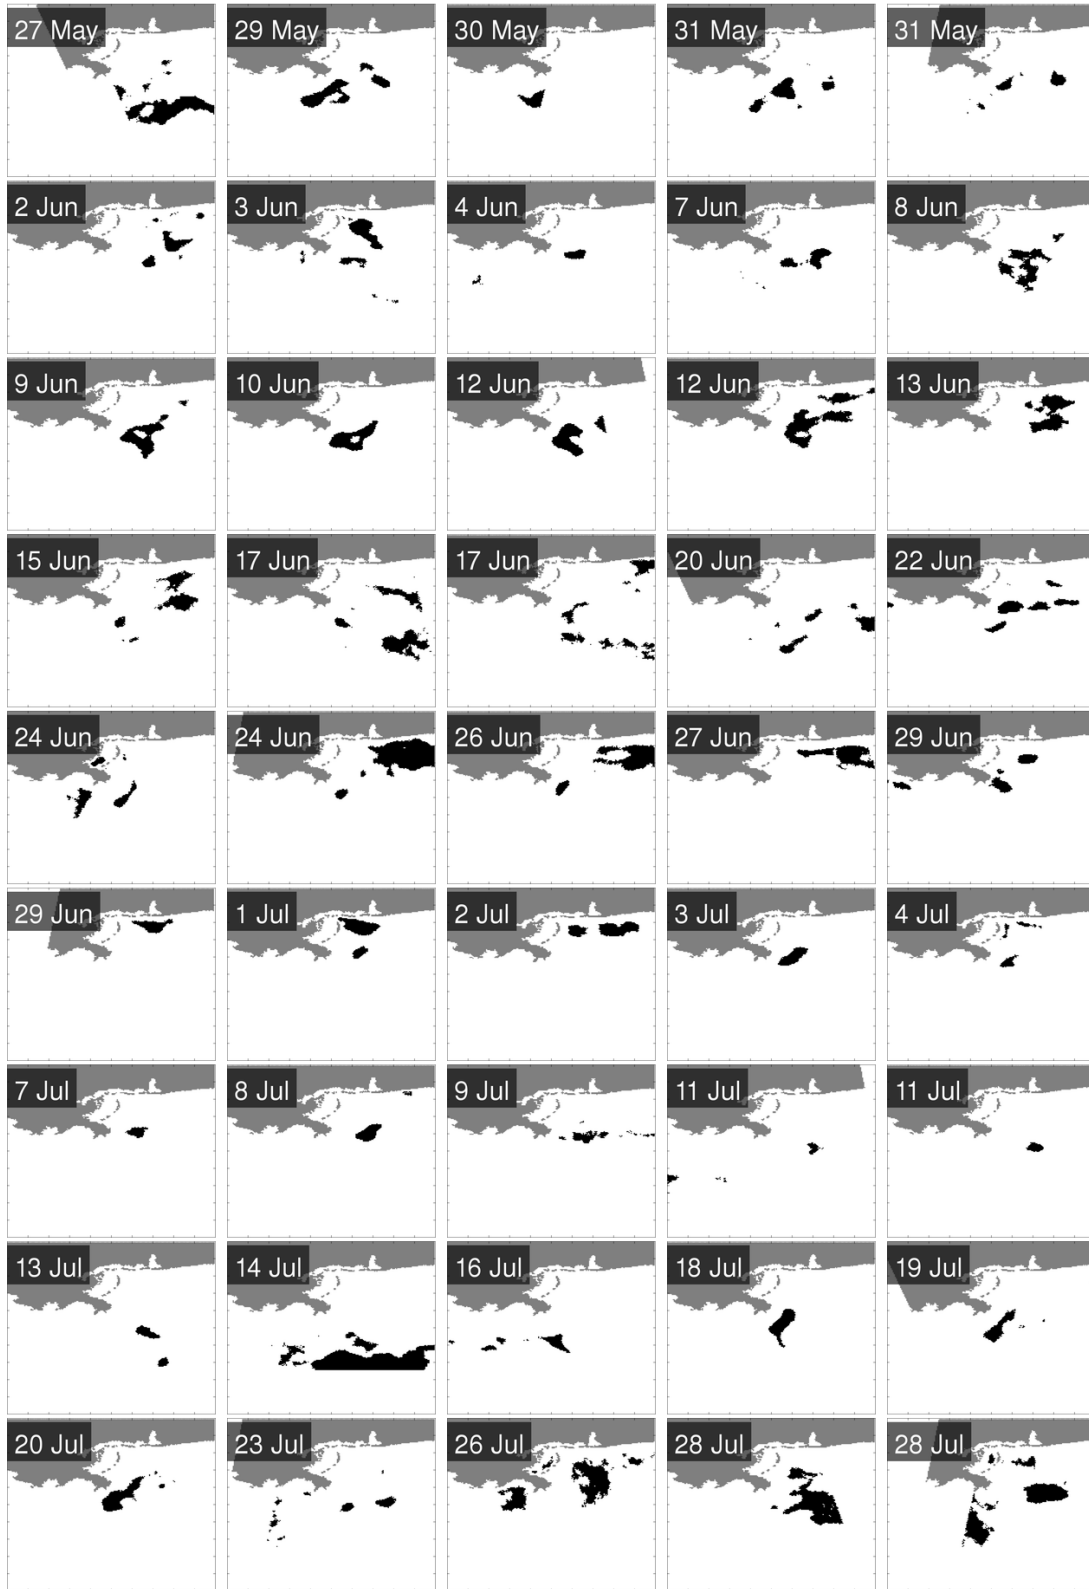 27 May
29 May
30 May
31 May
31 May
2 Jun
3 Jun
4 Jun
7 Jun
8 Jun
9 Jun
10 Jun
12 Jun
12 Jun
13 Jun
15 Jun
17 Jun
17 Jun
20 Jun
22 Jun
24 Jun
24 Jun
26 Jun
27 Jun
29 Jun
29 Jun
1 Jul
2 Jul
3 Jul
4 Jul
7 Jul
8 Jul
9 Jul
11 Jul
11 Jul
13 Jul
14 Jul
16 Jul
18 Jul
19 Jul
20 Jul
23 Jul
26 Jul
28 Jul
28 Jul